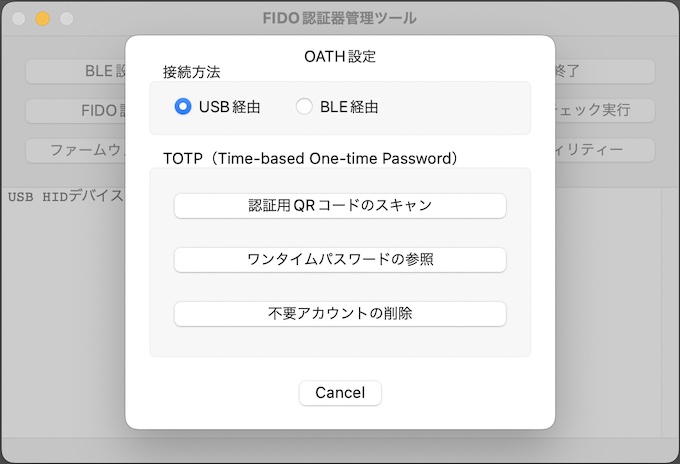 FIDO認証器管理ツール
OATH設定
接続方法
USB経由
BLE経由
TOTP（Time-based One-time Password）
認証用QRコードのスキャン
ワンタイムパスワードの参照
不要アカウントの削除
Cancel
BLE設
終了
FIDO認
ェック実行
ファームウ
ィリティー
USB HIDデバイス